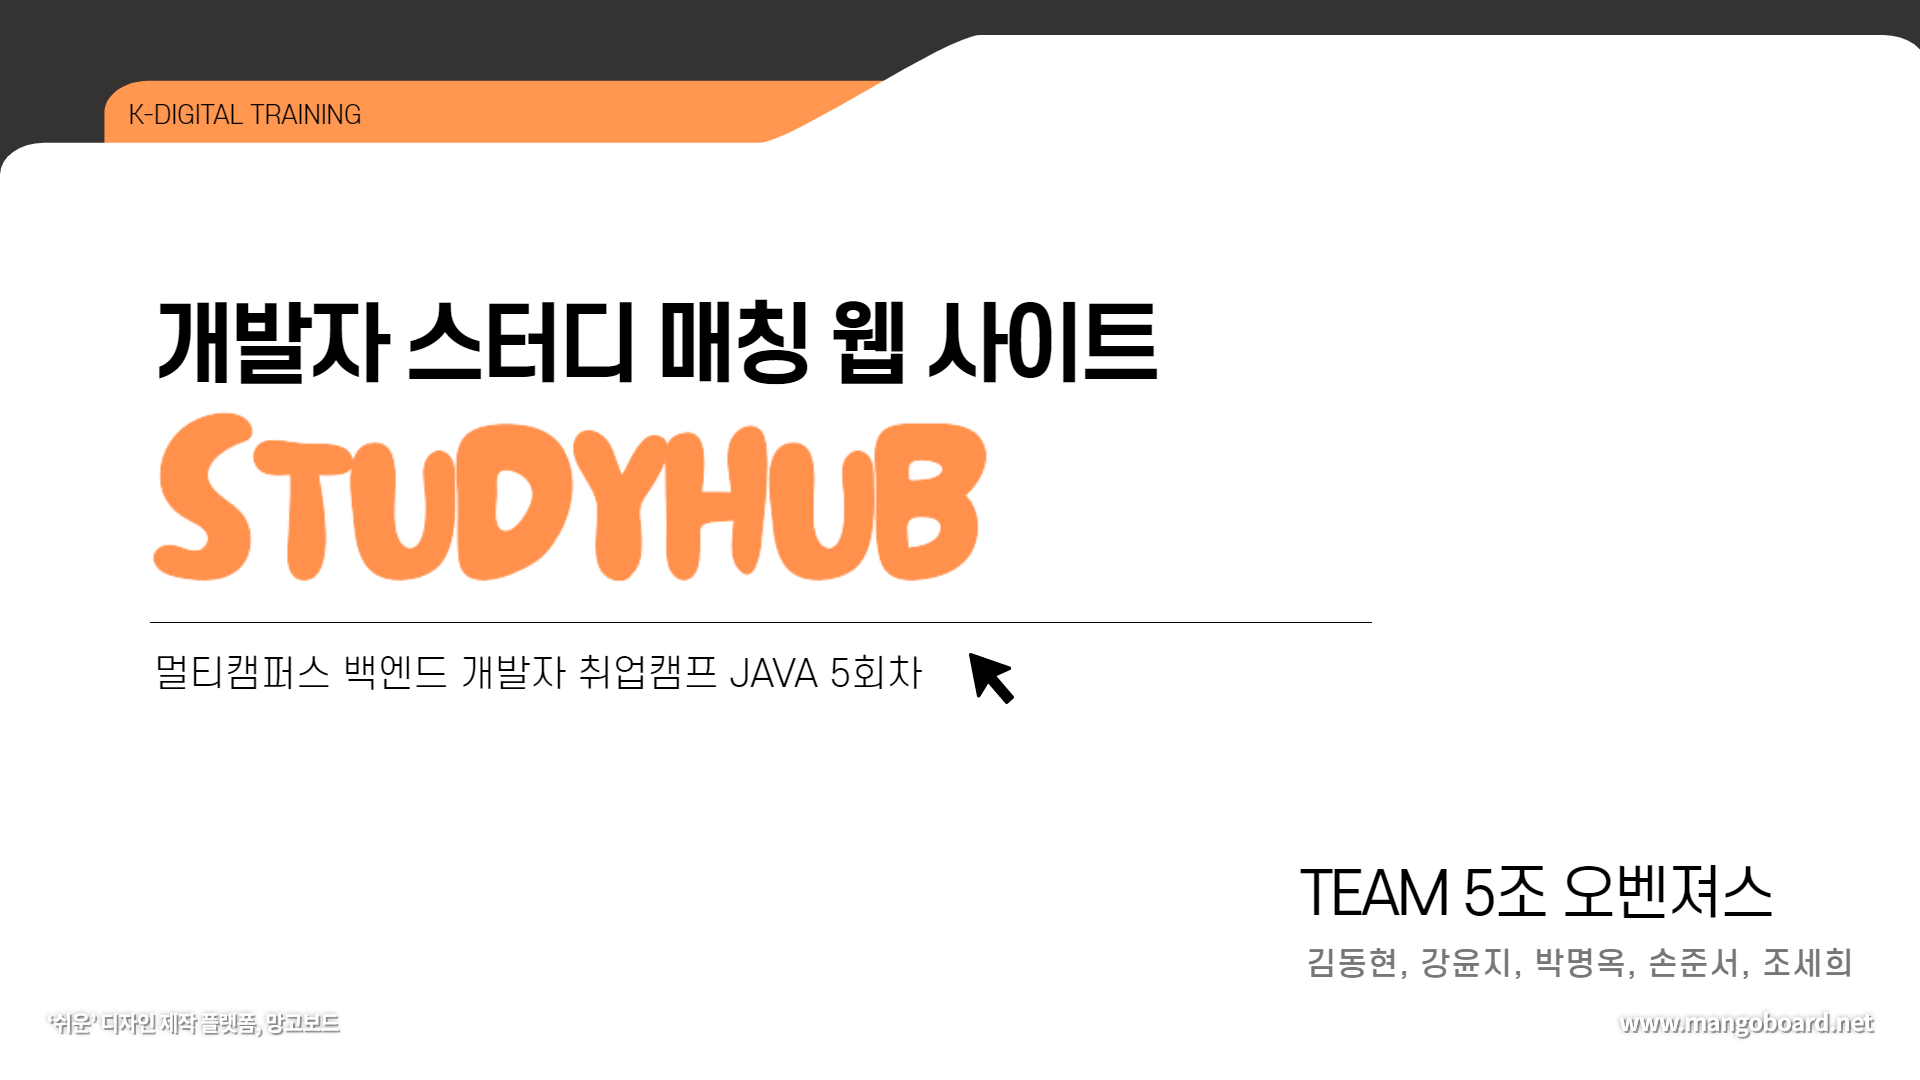 K-DIGITAL TRAINING
개발자 스터디 매칭 웹 사이트
STUDYHUB
멀티캠퍼스 백엔드 개발자 취업캠프 JAVA 5회차
TEAM 5조 오벤져스
김동현, 강윤지, 박명옥, 손준서, 조세희
‘쉬운’ 디자인 제작 플랫폼, 망고보드
www.mangoboard.net